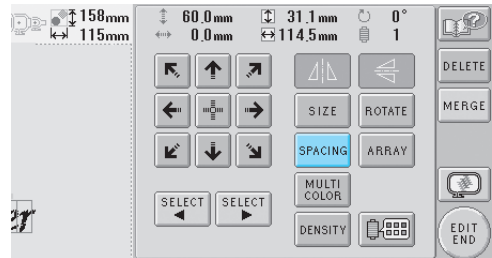 158mm 60.0mm 31.1mm 0°
115mm 0.0mm 114.5mm 1
DELETE
SIZE ROTATE MERGE
SPACING ARRAY
MULTI
COLOR
SELECT SELECT
DENSITY
er
EDIT
END